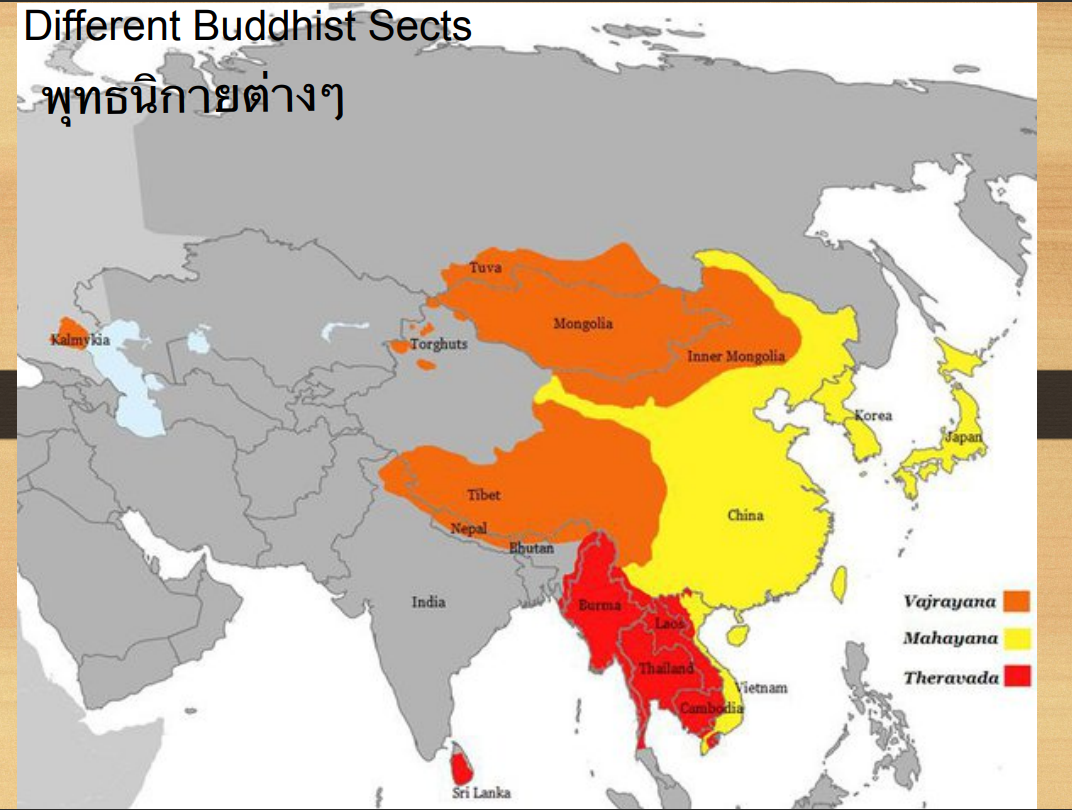 Different Buddhist Sects
พุทธนิกายต่างๆ
Tuva
Mongolia
Kalmykia
Torghuts
Inner Mongolia
Korea
Japan
Tibet
China
Nepal
Bhutan
India
Burma
Laos
Thailand
Vietnam
Cambodia
Sri Lanka
Vajrayana
Mahayana
Theravada